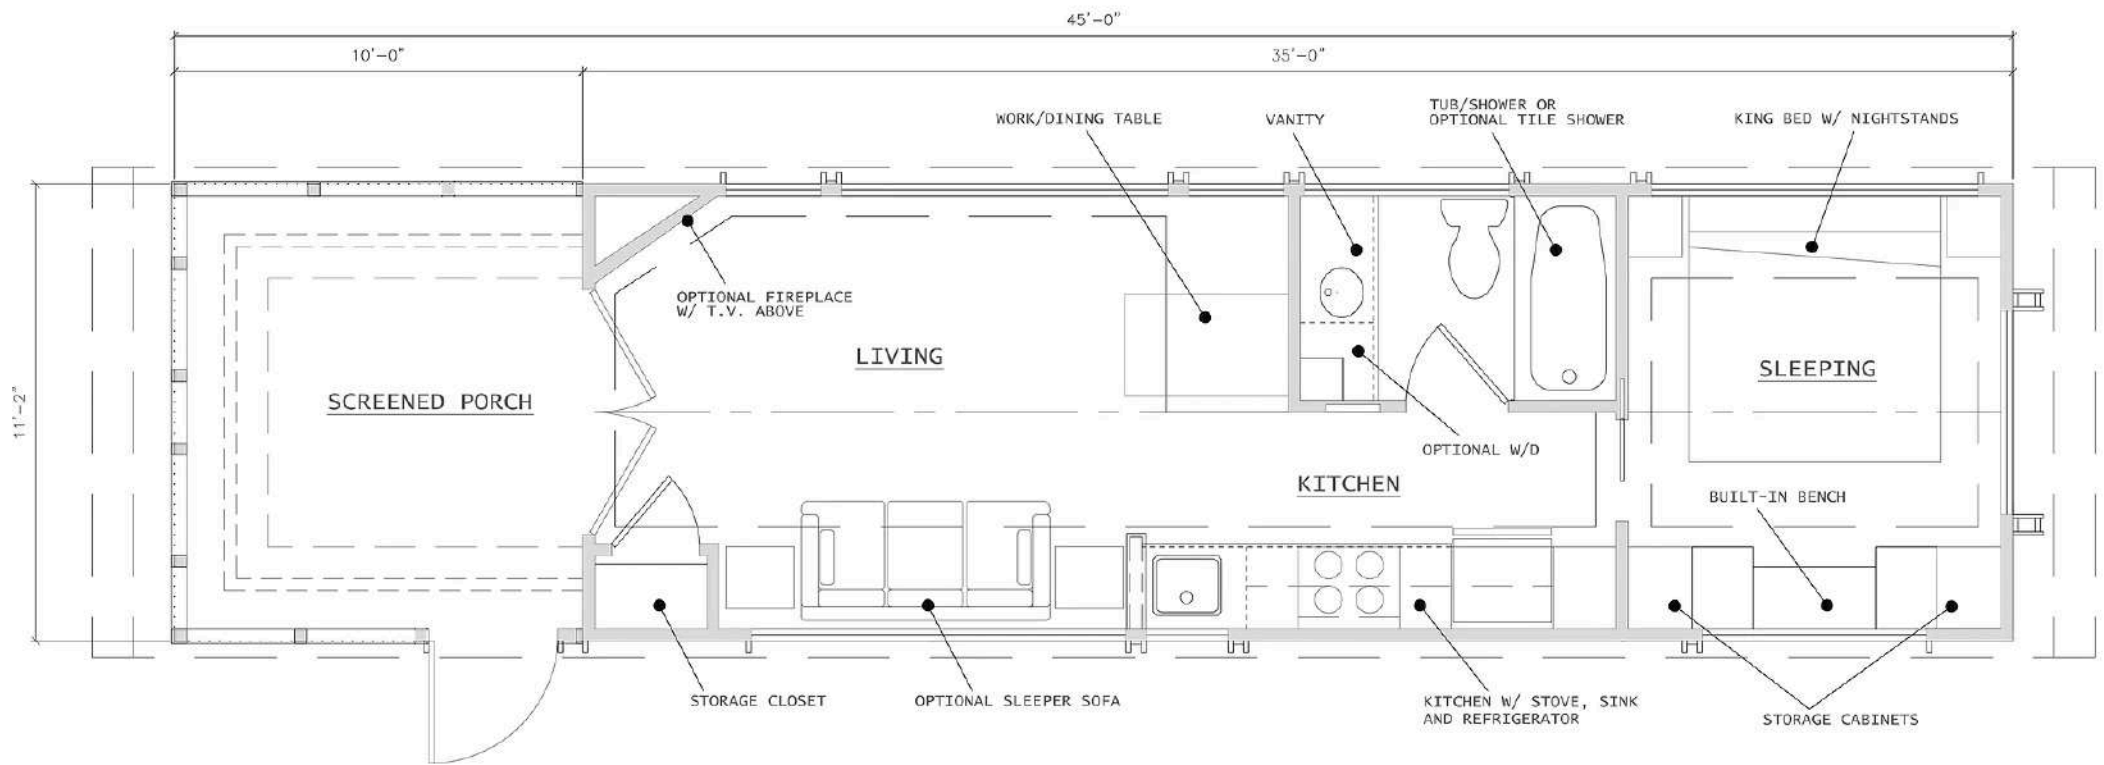 45'-0"
10'-0"
35'-0"
WORK/DINING TABLE
VANITY
TUB/SHOWER OR
OPTIONAL TILE SHOWER
KING BED W/ NIGHTSTANDS
OPTIONAL FIREPLACE
W/ T.V. ABOVE
LIVING
SLEEPING
SCREENED PORCH
11'-2"
OPTIONAL W/D
KITCHEN
BUILT-IN BENCH
STORAGE CLOSET
OPTIONAL SLEEPER SOFA
KITCHEN W/ STOVE, SINK
AND REFRIGERATOR
STORAGE CABINETS